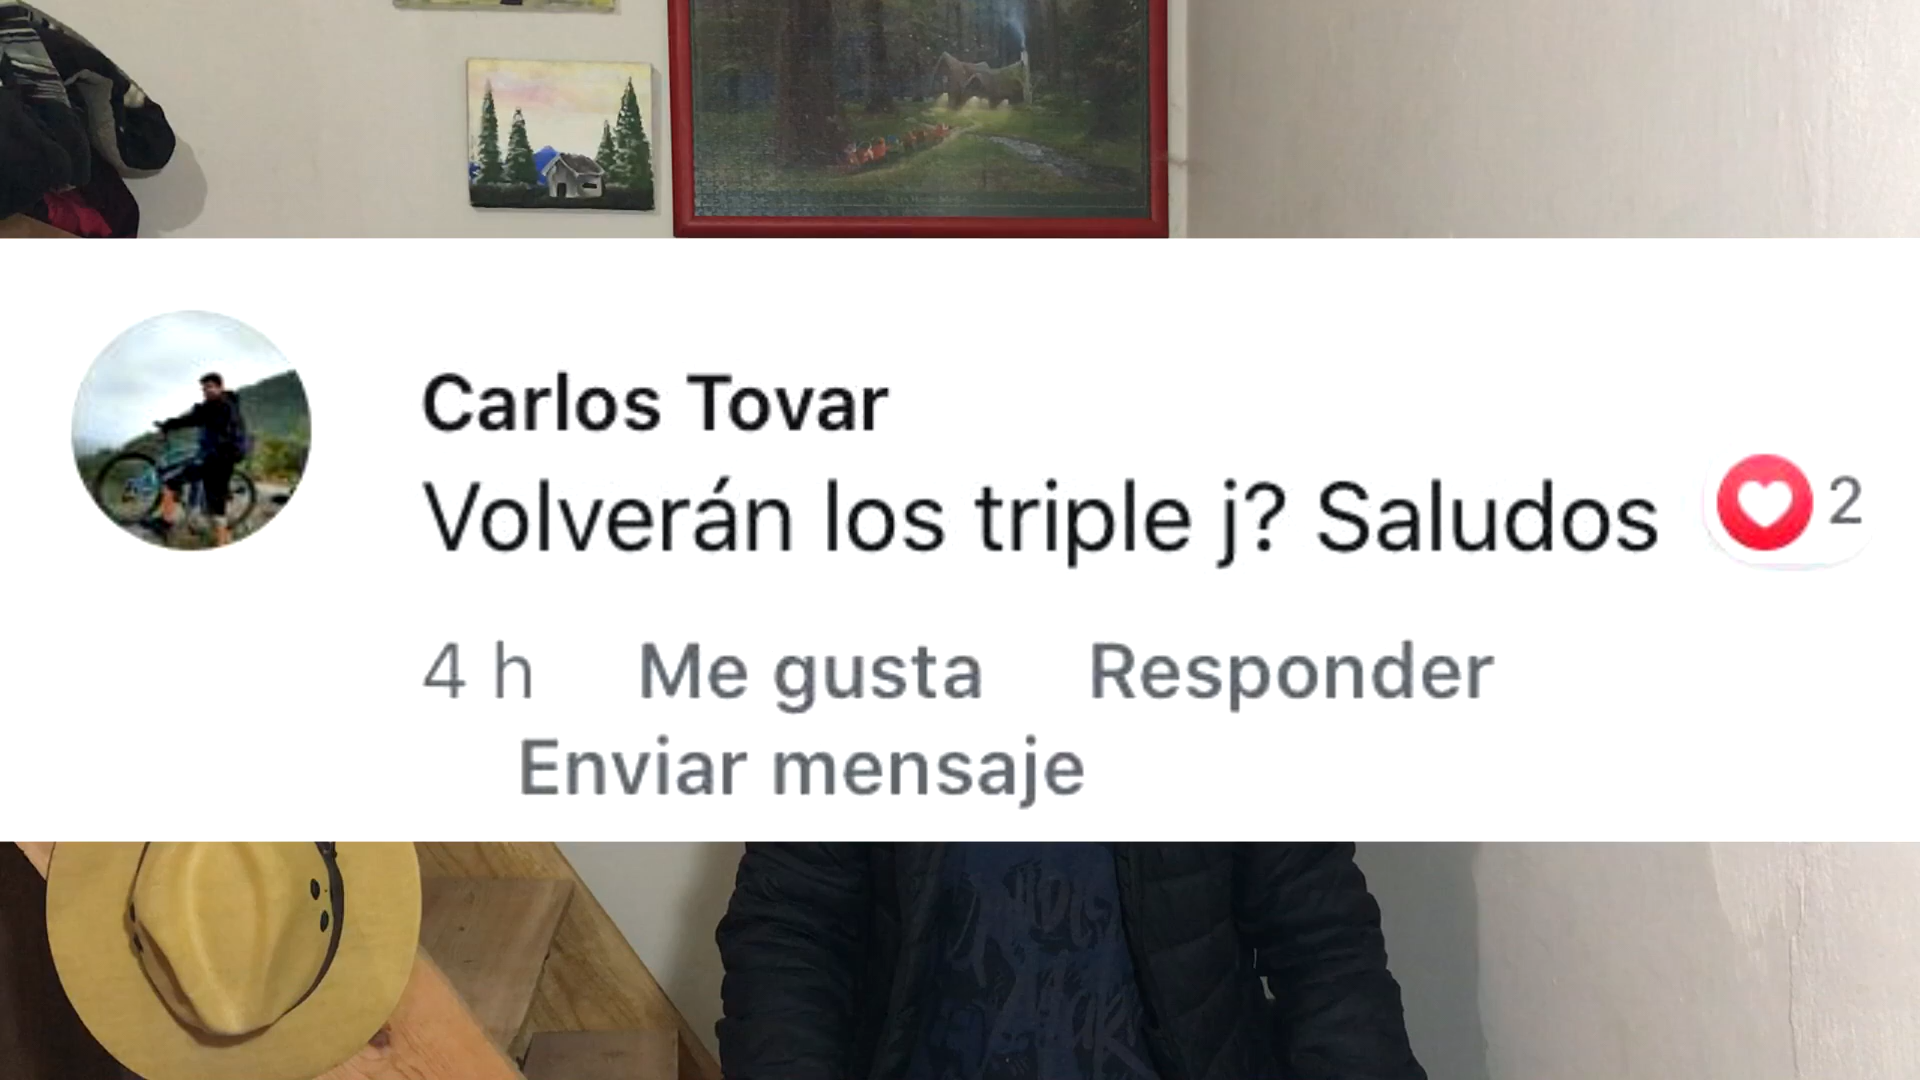 Carlos Tovar
Volverán los triple j? Saludos 2
4 h Me gusta Responder
Enviar mensaje